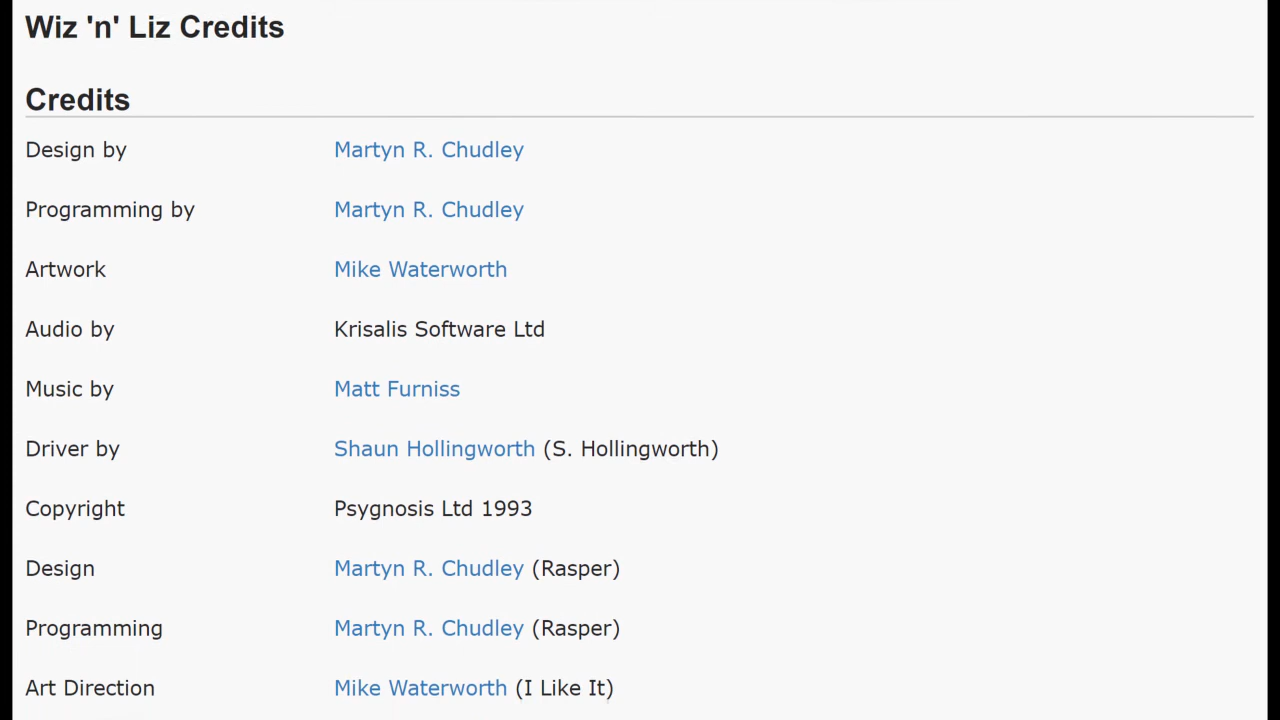 Wiz 'n' Liz Credits
Credits
Design by Martyn R. Chudley
Programming by Martyn R. Chudley
Artwork Mike Waterworth
Audio by Krisalis Software Ltd
Music by Matt Furniss
Driver by Shaun Hollingworth (S. Hollingworth)
Copyright Psygnosis Ltd 1993
Design Martyn R. Chudley (Rasper)
Programming Martyn R. Chudley (Rasper)
Art Direction Mike Waterworth (I Like It)